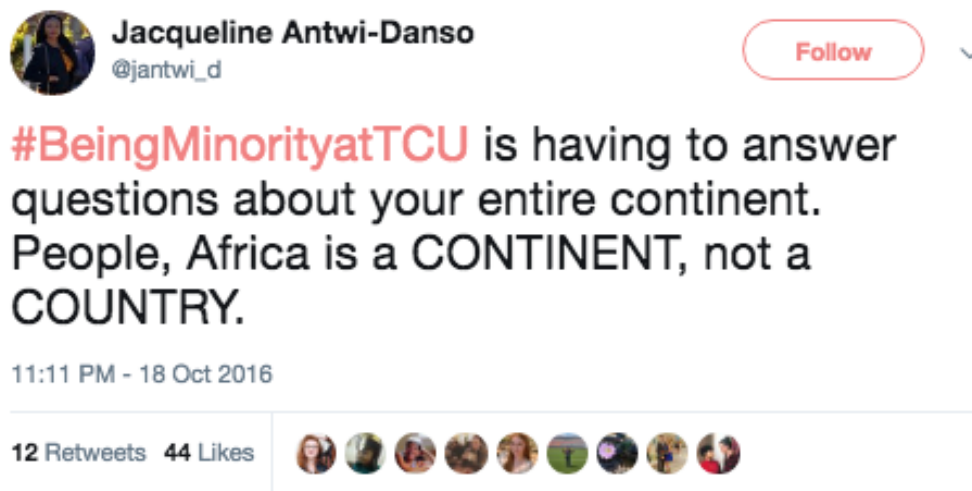 Jacqueline Antwi-Danso
@jantwi_d
Follow
#BeingMinorityatTCU is having to answer
questions about your entire continent.
People, Africa is a CONTINENT, not a
COUNTRY.
11:11 PM - 18 Oct 2016
12 Retweets 44 Likes